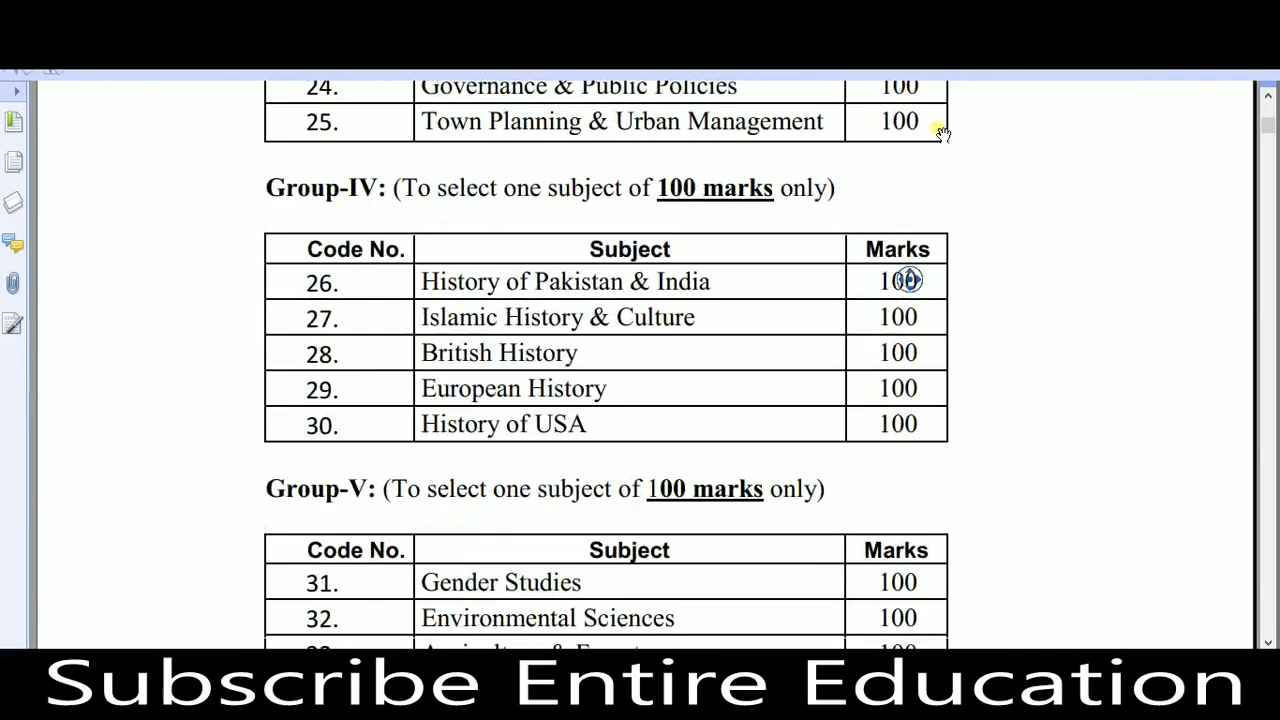 24. Governance & Public Policies 100
25. Town Planning & Urban Management 100
Group-IV: (To select one subject of 100 marks only)
Code No. Subject Marks
26. History of Pakistan & India 100
27. Islamic History & Culture 100
28. British History 100
29. European History 100
30. History of USA 100
Group-V: (To select one subject of 100 marks only)
Code No. Subject Marks
31. Gender Studies 100
32. Environmental Sciences 100
Subscribe Entire Education